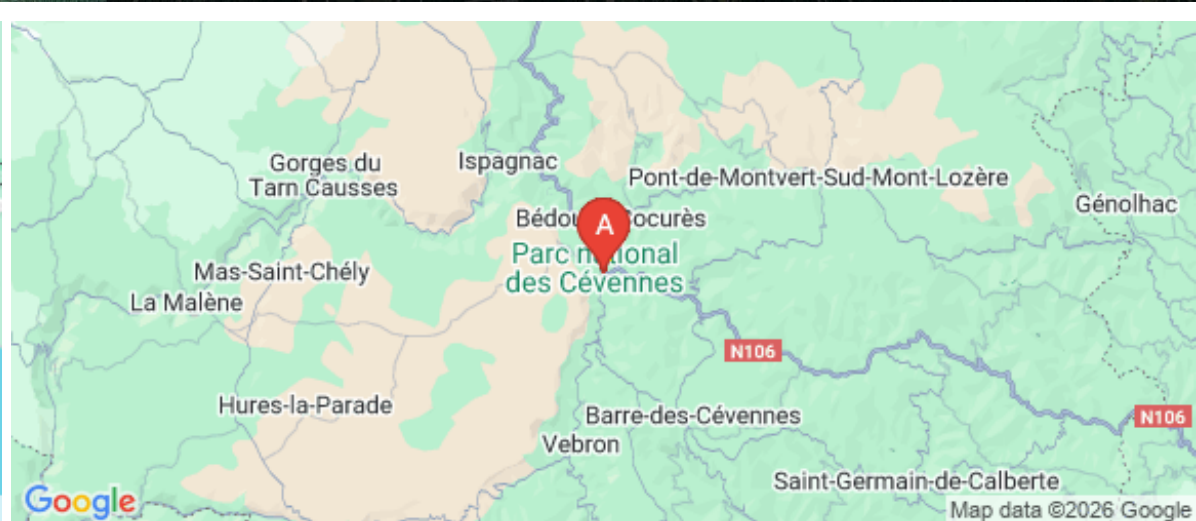 Gorges du
Tarn Causses
Ispagnac
Pont-de-Montvert-Sud-Mont-Lozère
Génolhac
A
Parc national
des Cévennes
Mas-Saint-Chély
La Malène
N106
Hures-la-Parade
Barre-des-Cévennes
N106
Vebron
Saint-Germain-de-Calberte
Google
Map data ©2026 Google